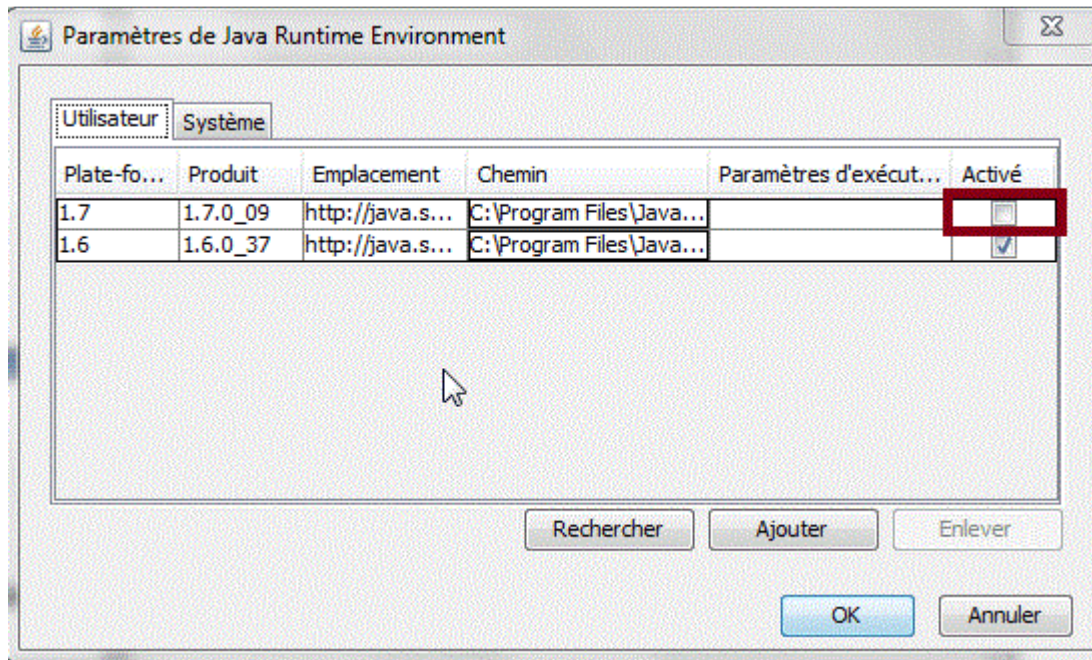 Paramètres de Java Runtime Environment
Utilisateur Système
Plate-fo... Produit Emplacement Chemin Paramètres d'exécut... Activé
1.7 1.7.0_09 http://java.s... C:\Program Files\Java...
1.6 1.6.0_37 http://java.s... C:\Program Files\Java...
Rechercher Ajouter Enlever
OK Annuler